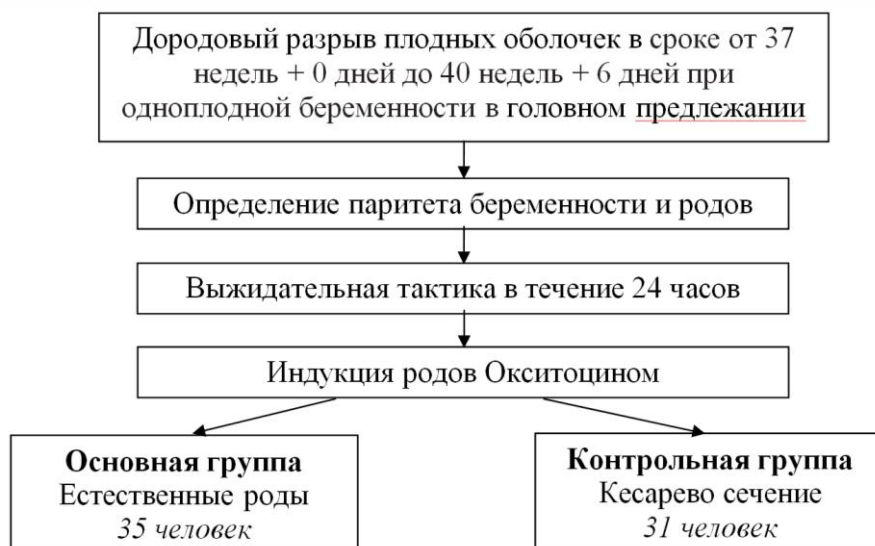 Дородовый разрыв плодных оболочек в сроке от 37
недель + 0 дней до 40 недель + 6 дней при
одноплодной беременности в головном предлежании
Определение паритета беременности и родов
Выжидательная тактика в течение 24 часов
Индукция родов Окситоцином
Основная группа
Естественные роды
35 человек
Контрольная группа
Кесарево сечение
31 человек